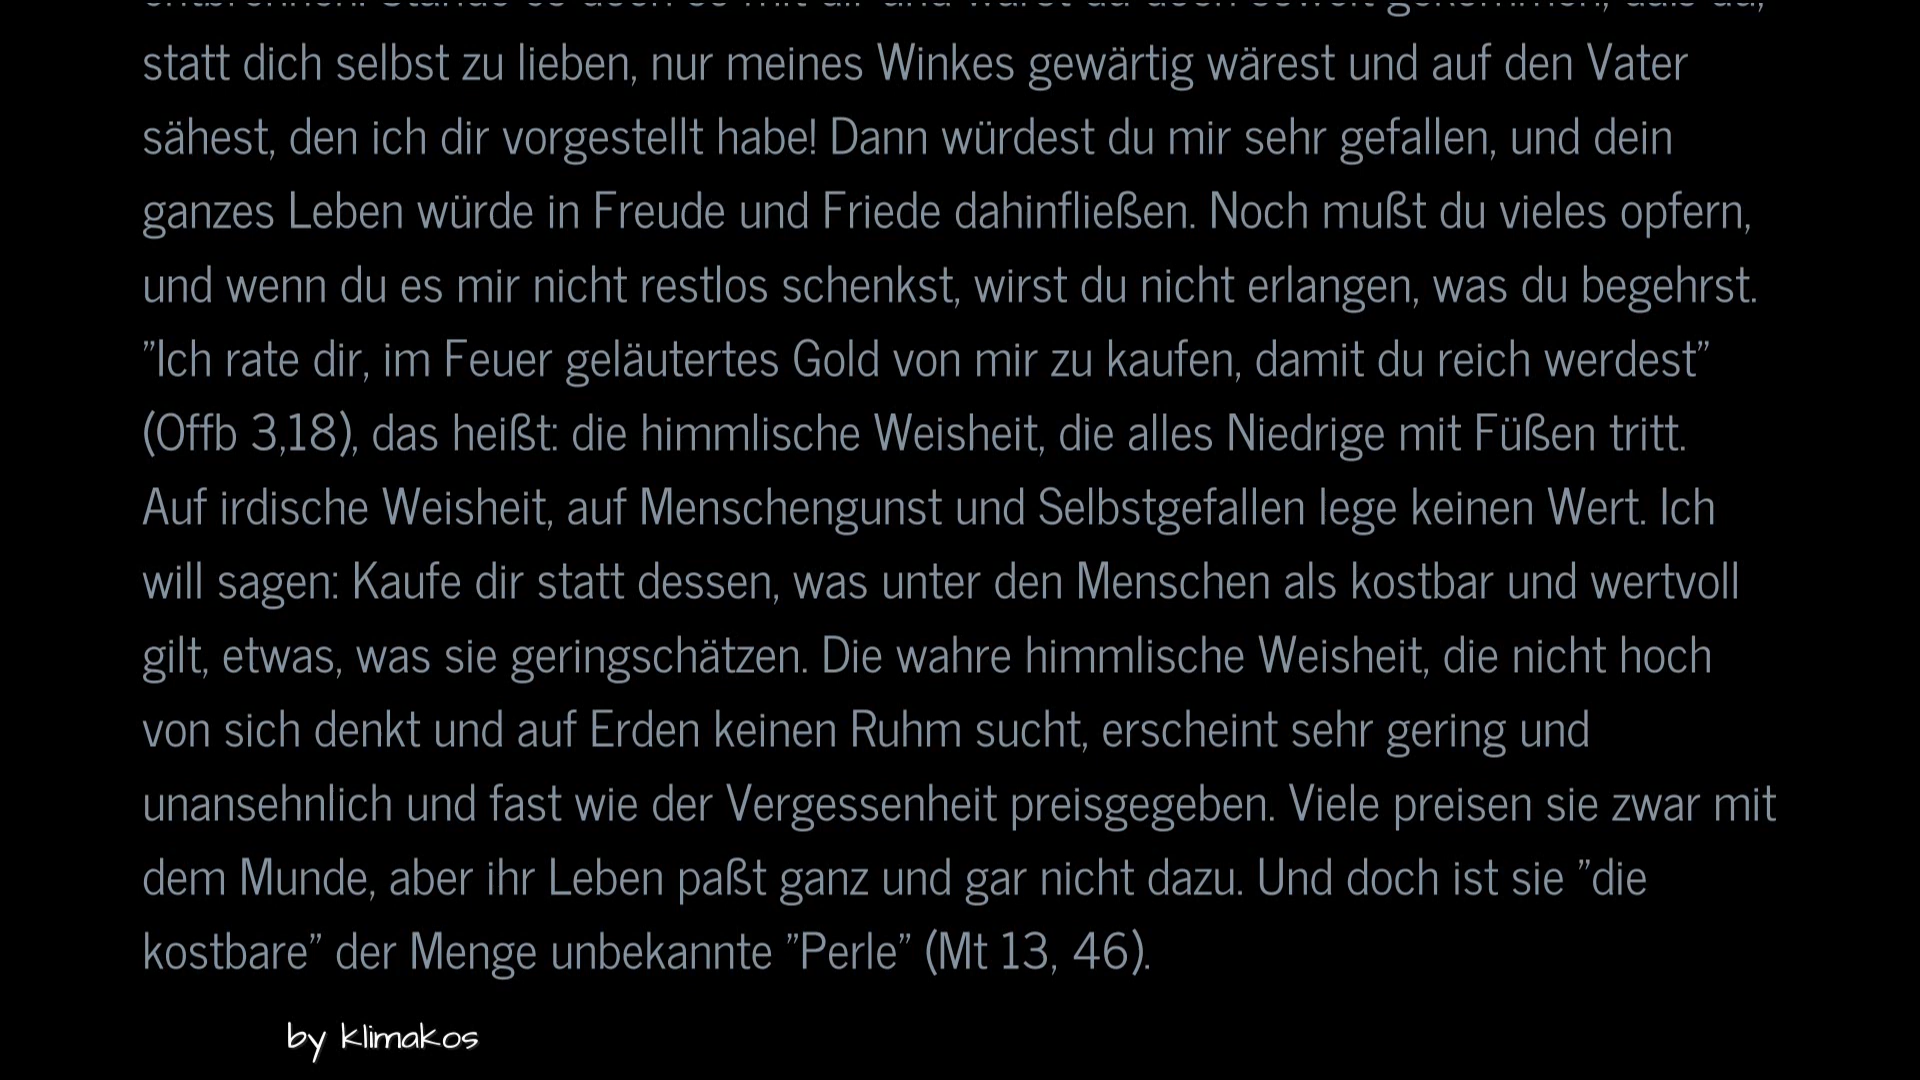 statt dich selbst zu lieben, nur meines Winkes gewärtig wärest und auf den Vater
sähest, den ich dir vorgestellt habe! Dann würdest du mir sehr gefallen, und dein
ganzes Leben würde in Freude und Friede dahinfließen. Noch mußt du vieles opfern,
und wenn du es mir nicht restlos schenkst, wirst du nicht erlangen, was du begehrst.
"Ich rate dir, im Feuer geläutertes Gold von mir zu kaufen, damit du reich werdest"
(Offb 3,18), das heißt: die himmlische Weisheit, die alles Niedrige mit Füßen tritt.
Auf irdische Weisheit, auf Menschengunst und Selbstgefallen lege keinen Wert. Ich
will sagen: Kaufe dir statt dessen, was unter den Menschen als kostbar und wertvoll
gilt, etwas, was sie geringschätzen. Die wahre himmlische Weisheit, die nicht hoch
von sich denkt und auf Erden keinen Ruhm sucht, erscheint sehr gering und
unansehnlich und fast wie der Vergessenheit preisgegeben. Viele preisen sie zwar mit
dem Munde, aber ihr Leben paßt ganz und gar nicht dazu. Und doch ist sie "die
kostbare" der Menge unbekannte "Perle" (Mt 13, 46).
by klimakos